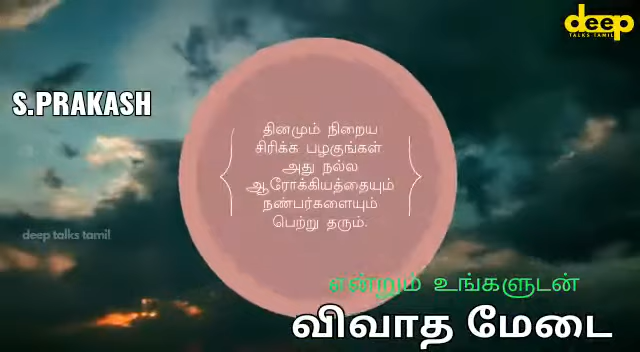 deep
TALKS TAMIL
S.PRAKASH
தினமும் நிறைய
சிரிக்க பழகுங்கள்
அது நல்ல
ஆரோக்கியத்தையும்
நண்பர்களையும்
பெற்று தரும்.
deep talks tamil
என்றும் உங்களுடன்
விவாத மேடை